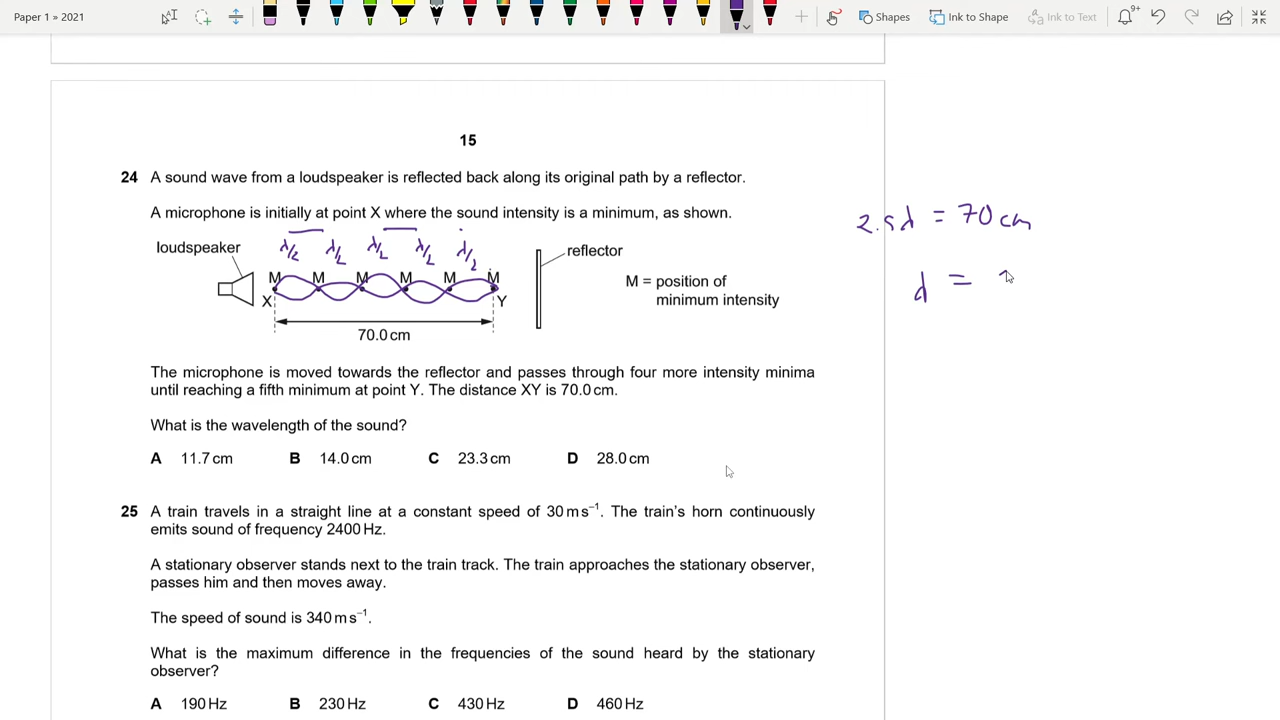 Paper 1 » 2021
Shapes
Ink to Shape
Ink to Text
9+
15
24 A sound wave from a loudspeaker is reflected back along its original path by a reflector.
A microphone is initially at point X where the sound intensity is a minimum, as shown.
2.5λ = 70 cm
loudspeaker λ/2 λ/2 λ/2 λ/2 λ/2 reflector
M M M M M M M = position of
minimum intensity
λ =
X Y
70.0 cm
The microphone is moved towards the reflector and passes through four more intensity minima
until reaching a fifth minimum at point Y. The distance XY is 70.0 cm.
What is the wavelength of the sound?
A 11.7 cm B 14.0 cm C 23.3 cm D 28.0 cm
25 A train travels in a straight line at a constant speed of 30 m s⁻¹. The train's horn continuously
emits sound of frequency 2400 Hz.
A stationary observer stands next to the train track. The train approaches the stationary observer,
passes him and then moves away.
The speed of sound is 340 m s⁻¹.
What is the maximum difference in the frequencies of the sound heard by the stationary
observer?
A 190 Hz B 230 Hz C 430 Hz D 460 Hz